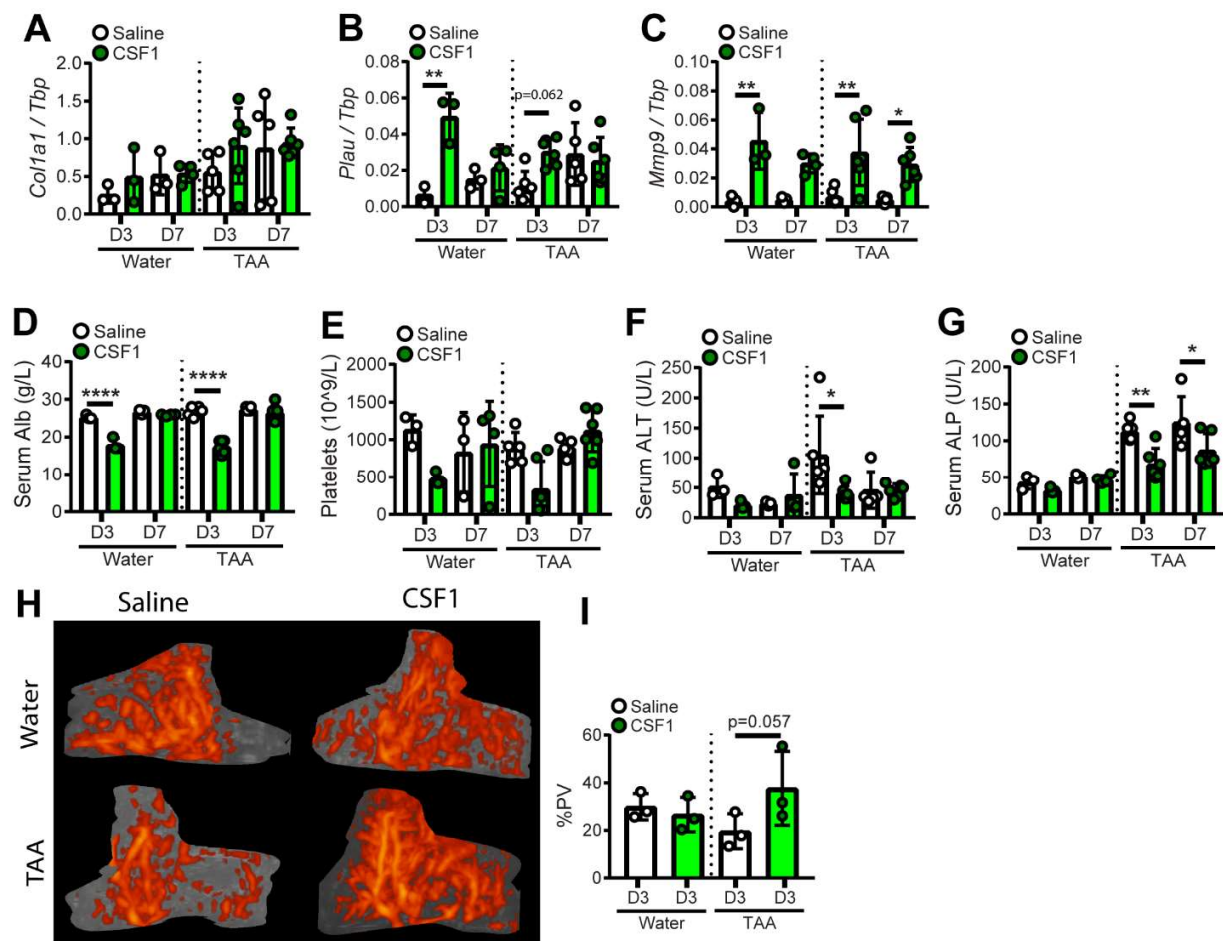 A
Saline
CSF1
Col1a1 / Tbp
2.0
1.5
1.0
0.5
0.0
D3 D7 D3 D7
Water TAA
B
Saline
CSF1
Plau / Tbp
0.08
0.06
0.04
0.02
0.00
**
p=0.062
D3 D7 D3 D7
Water TAA
C
Saline
CSF1
Mmp9 / Tbp
0.10
0.08
0.06
0.04
0.02
0.00
** ** *
D3 D7 D3 D7
Water TAA
D
Saline
CSF1
Serum Alb (g/L)
40
30
20
10
0
**** ****
D3 D7 D3 D7
Water TAA
E
Saline
CSF1
Platelets (10^9/L)
2000
1500
1000
500
0
D3 D7 D3 D7
Water TAA
F
Saline
CSF1
Serum ALT (U/L)
250
200
150
100
50
0
*
D3 D7 D3 D7
Water TAA
G
Saline
CSF1
Serum ALP (U/L)
250
200
150
100
50
0
** *
D3 D7 D3 D7
Water TAA
H
Saline CSF1
Water
TAA
I
Saline
CSF1
%PV
60
40
20
0
p=0.057
D3 D3 D3 D3
Water TAA